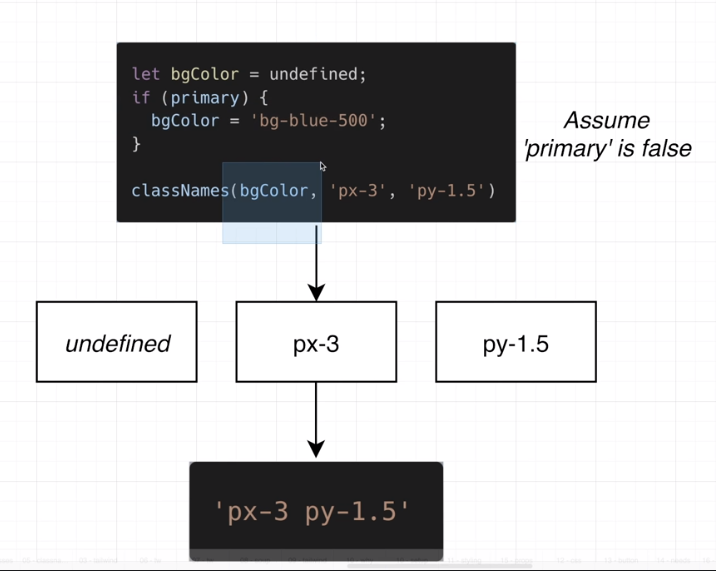 let bgColor = undefined;
if (primary) {
  bgColor = 'bg-blue-500';
}
classNames(bgColor, 'px-3', 'py-1.5')
Assume
'primary' is false
undefined
px-3
py-1.5
'px-3 py-1.5'